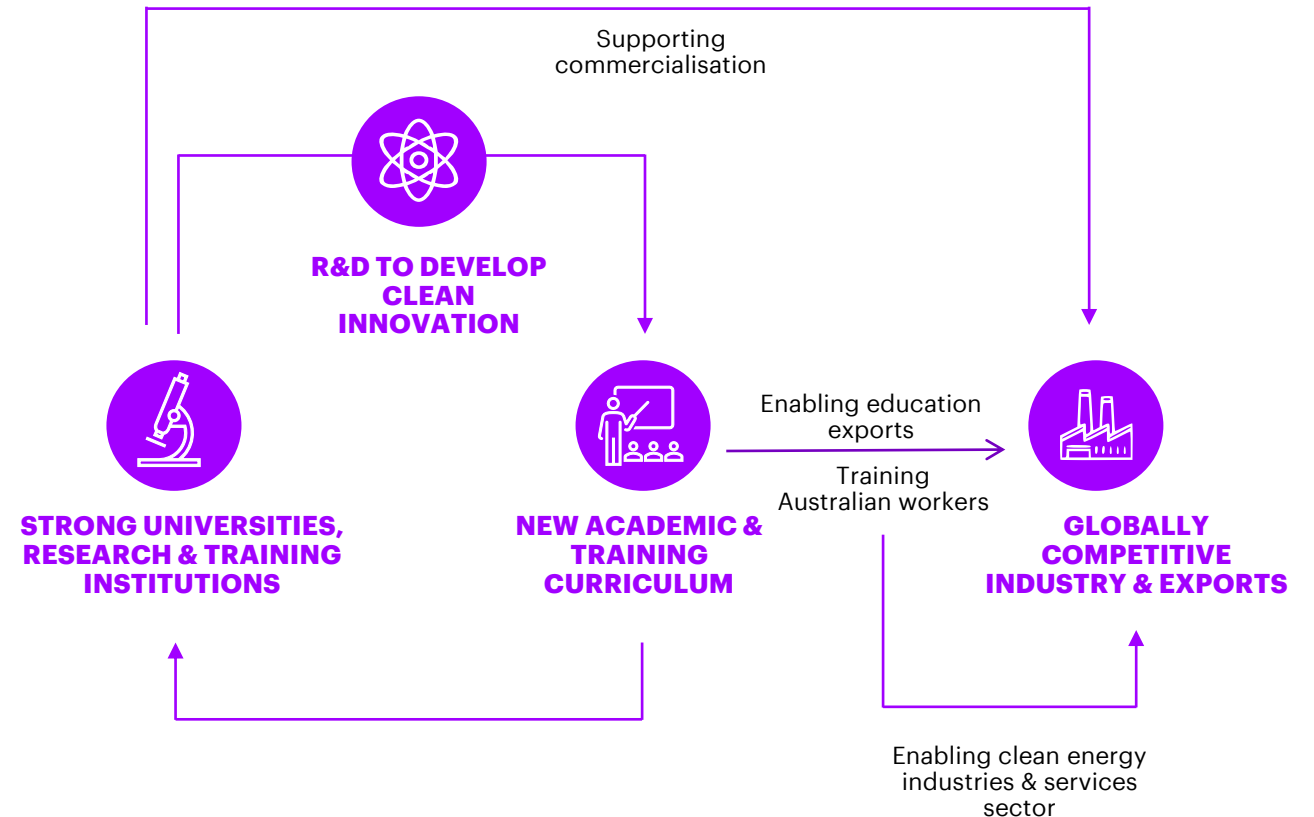 Supporting
commercialisation
R&D TO DEVELOP
CLEAN
INNOVATION
Enabling education
exports
Training
Australian workers
STRONG UNIVERSITIES,
RESEARCH & TRAINING
INSTITUTIONS
NEW ACADEMIC &
TRAINING
CURRICULUM
GLOBALLY
COMPETITIVE
INDUSTRY & EXPORTS
Enabling clean energy
industries & services
sector